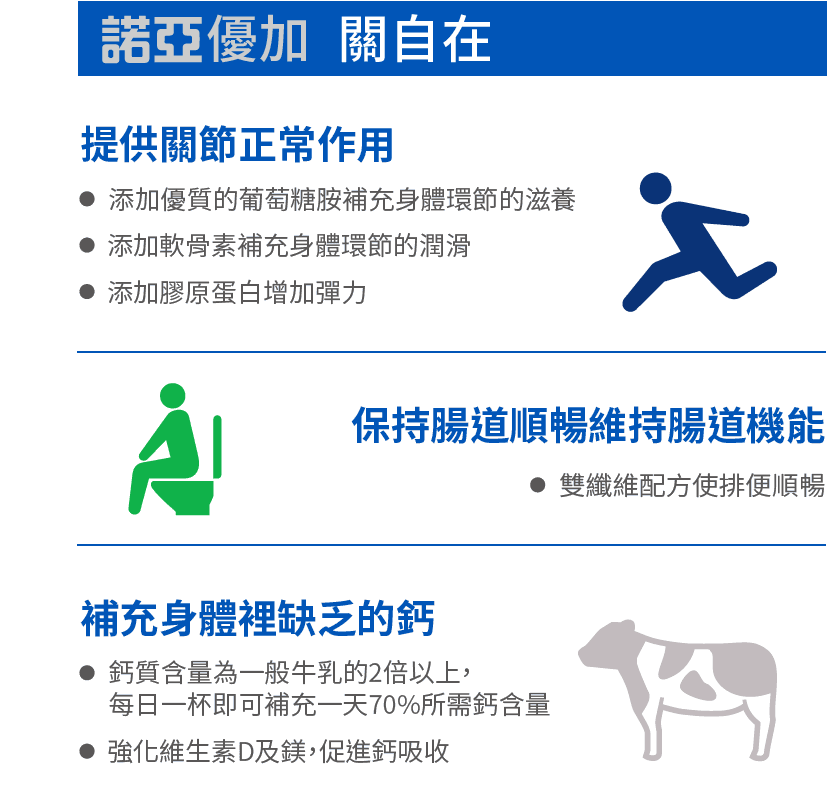 諾亞優加 關自在
提供關節正常作用
● 添加優質的葡萄糖胺補充身體環節的滋養
● 添加軟骨素補充身體環節的潤滑
● 添加膠原蛋白增加彈力
保持腸道順暢維持腸道機能
● 雙纖維配方使排便順暢
補充身體裡缺乏的鈣
● 鈣質含量為一般牛乳的2倍以上，
每日一杯即可補充一天70%所需鈣含量
● 強化維生素D及鎂，促進鈣吸收